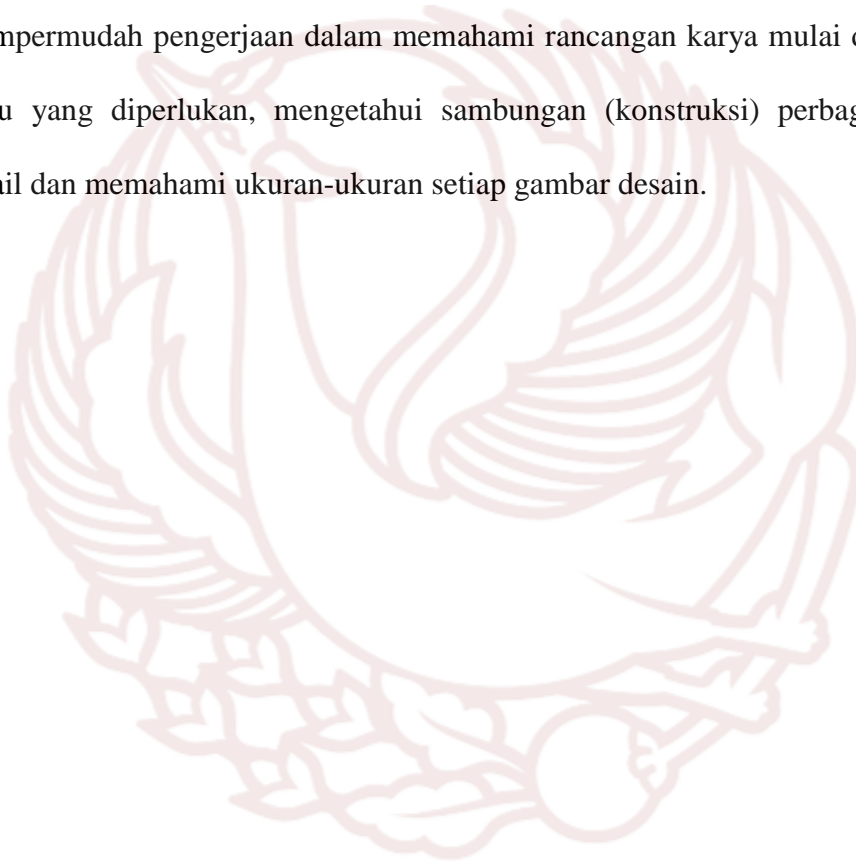 mpermudah pengerjaan dalam memahami rancangan karya mulai
u yang diperlukan, mengetahui sambungan (konstruksi) perbag
il dan memahami ukuran-ukuran setiap gambar desain.